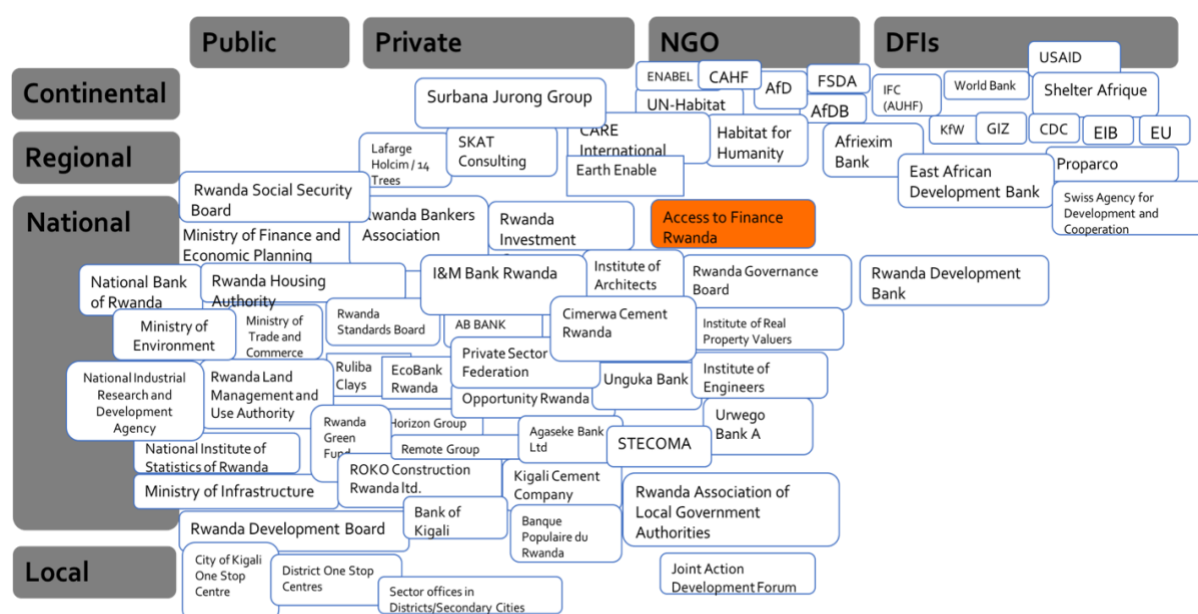 Public
Private
NGO
DFIs
Continental
Regional
National
Local
USAID
ENABEL
CAHF
AfD
FSDA
IFC
(AUHF)
World Bank
Shelter Afrique
Surbana Jurong Group
UN-Habitat
AfDB
KfW
GIZ
CDC
EIB
EU
Lafarge
Holcim / 14
Trees
SKAT
Consulting
CARE
International
Habitat for
Humanity
Afriexim
Bank
Earth Enable
East African
Development Bank
Proparco
Swiss Agency for
Development and
Cooperation
Rwanda Social Security
Board
Rwanda Bankers
Association
Rwanda
Investment
Access to Finance
Rwanda
Ministry of Finance and
Economic Planning
National Bank
of Rwanda
Rwanda Housing
Authority
I&M Bank Rwanda
Institute of
Architects
Rwanda Governance
Board
Rwanda Development
Bank
Ministry of
Environment
Ministry of
Trade and
Commerce
Rwanda
Standards Board
AB BANK
Cimerwa Cement
Rwanda
Institute of Real
Property Valuers
National Industrial
Research and
Development
Agency
Rwanda Land
Management and
Use Authority
Ruliba
Clays
EcoBank
Rwanda
Private Sector
Federation
Unguka Bank
Institute of
Engineers
Opportunity Rwanda
Rwanda
Green
Fund
Horizon Group
Agaseke Bank
Ltd
STECOMA
Urwego
Bank A
National Institute of
Statistics of Rwanda
Remote Group
Ministry of Infrastructure
ROKO Construction
Rwanda ltd.
Kigali Cement
Company
Rwanda Association of
Local Government
Authorities
Rwanda Development Board
Bank of
Kigali
Banque
Populaire du
Rwanda
City of Kigali
One Stop
Centre
District One Stop
Centres
Sector offices in
Districts/Secondary Cities
Joint Action
Development Forum